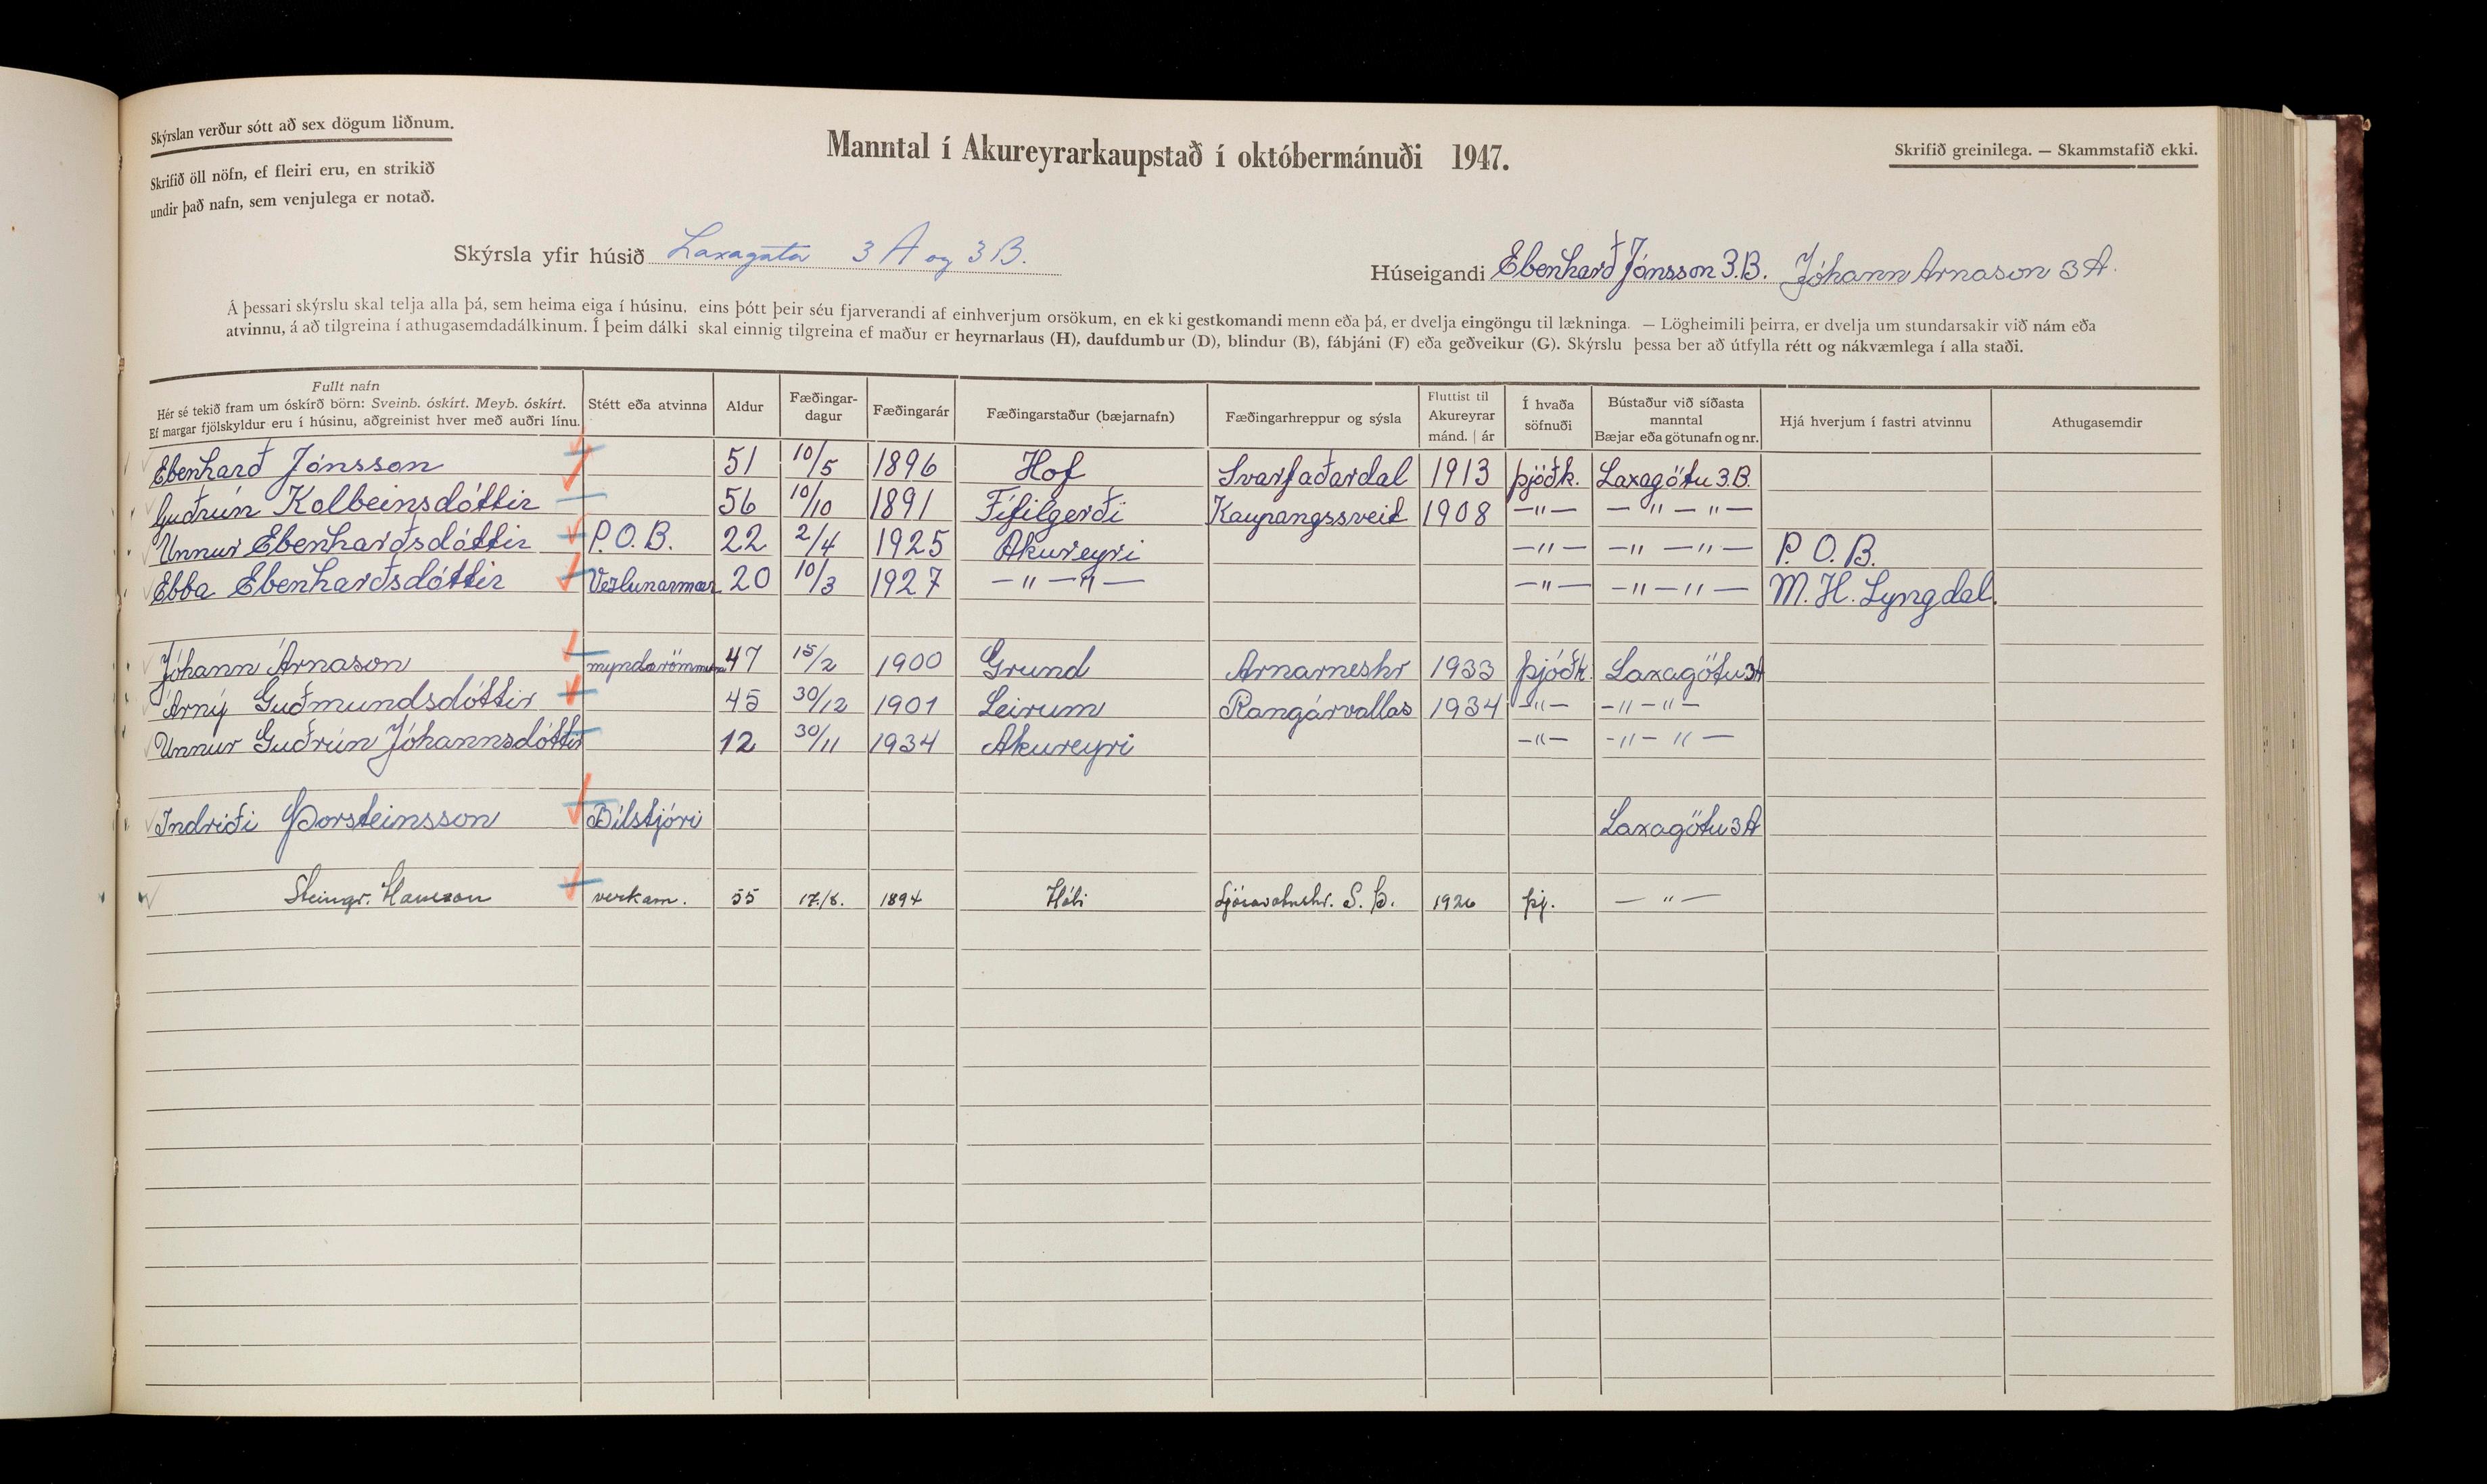 Skýrslan verður sótt að sex dögum liðnum.
Skrifið öll nöfn, ef fleiri eru, en strikið
undir það nafn, sem venjulega er notað.
Manntal í Akureyrarkaupstað í októbermánuði 1947.
Skrifið greinilega. — Skammstafið ekki.
Skýrsla yfir húsið Laxagata 3 A og 3 B.
Húseigandi Ebenharð Jónsson 3.B. Jóhann Árnason 3 A.
Á þessari skýrslu skal telja alla þá, sem heima eiga í húsinu, eins þótt þeir séu fjarverandi af einhverjum orsökum, en ekki gestkomandi menn eða þá, er dvelja eingöngu til lækninga. — Lögheimili þeirra, er dvelja um stundarsakir við nám eða
atvinnu, á að tilgreina í athugasemdadálkinum. Í þeim dálki skal einnig tilgreina ef maður er heyrnarlaus (H), daufdumbur (D), blindur (B), fábjáni (F) eða geðveikur (G). Skýrslu þessa ber að útfylla rétt og nákvæmlega í alla staði.
Fullt nafn
Hér sé tekið fram um óskírð börn: Sveinb. óskírt. Meyb. óskírt.
Ef margar fjölskyldur eru í húsinu, aðgreinist hver með auðri línu.
Stétt eða atvinna
Aldur
Fæðingar-
dagur
Fæðingarár
Fæðingarstaður (bæjarnafn)
Fæðingarhreppur og sýsla
Fluttist til
Akureyrar
mánd. | ár
Í hvaða
söfnuði
Bústaður við síðasta
manntal
Bæjar eða götunafn og nr.
Hjá hverjum í fastri atvinnu
Athugasemdir
Ebenharð Jónsson 51 10/5 1896 Hof Svarfaðardal 1913 þjóðk. Laxagötu 3.B.
Guðrún Kolbeinsdóttir 56 10/10 1891 Fífilgerði Kaupangssveit 1908 —"— —"—"—
Unnur Ebenharðsdóttir P.O.B. 22 2/4 1925 Akureyri —"— —"—"— P.O.B.
Ebba Ebenharðsdóttir Verlunarmær 20 10/3 1927 —"—"— —"— —"—"— M.H. Lyngdal.
Jóhann Árnason 47 15/2 1900 Grund Arnarneshr 1933 þjóðk. Laxagötu 3A
Árný Guðmundsdóttir 45 30/12 1901 Leirum Rangárvallas 1934 —"— —"—"—
Unnur Guðrún Jóhannsdóttir 12 30/11 1934 Akureyri —"— —"—"—
Indriði Þorsteinsson Bílstjóri Laxagötu 3A
Steingr. verkam. 55 17./8. 1894 S. Þ. 1926 þj. —"—